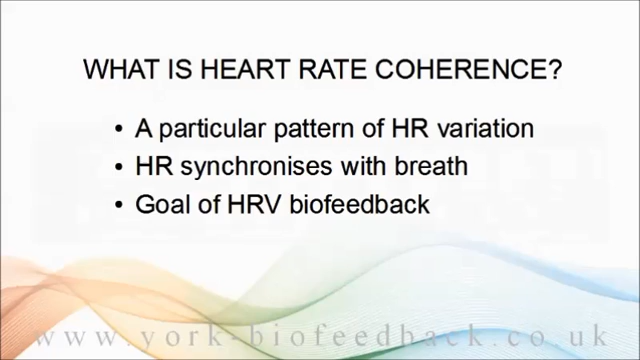 WHAT IS HEART RATE COHERENCE?
• A particular pattern of HR variation
• HR synchronises with breath
• Goal of HRV biofeedback
www.york-biofeedback.co.uk